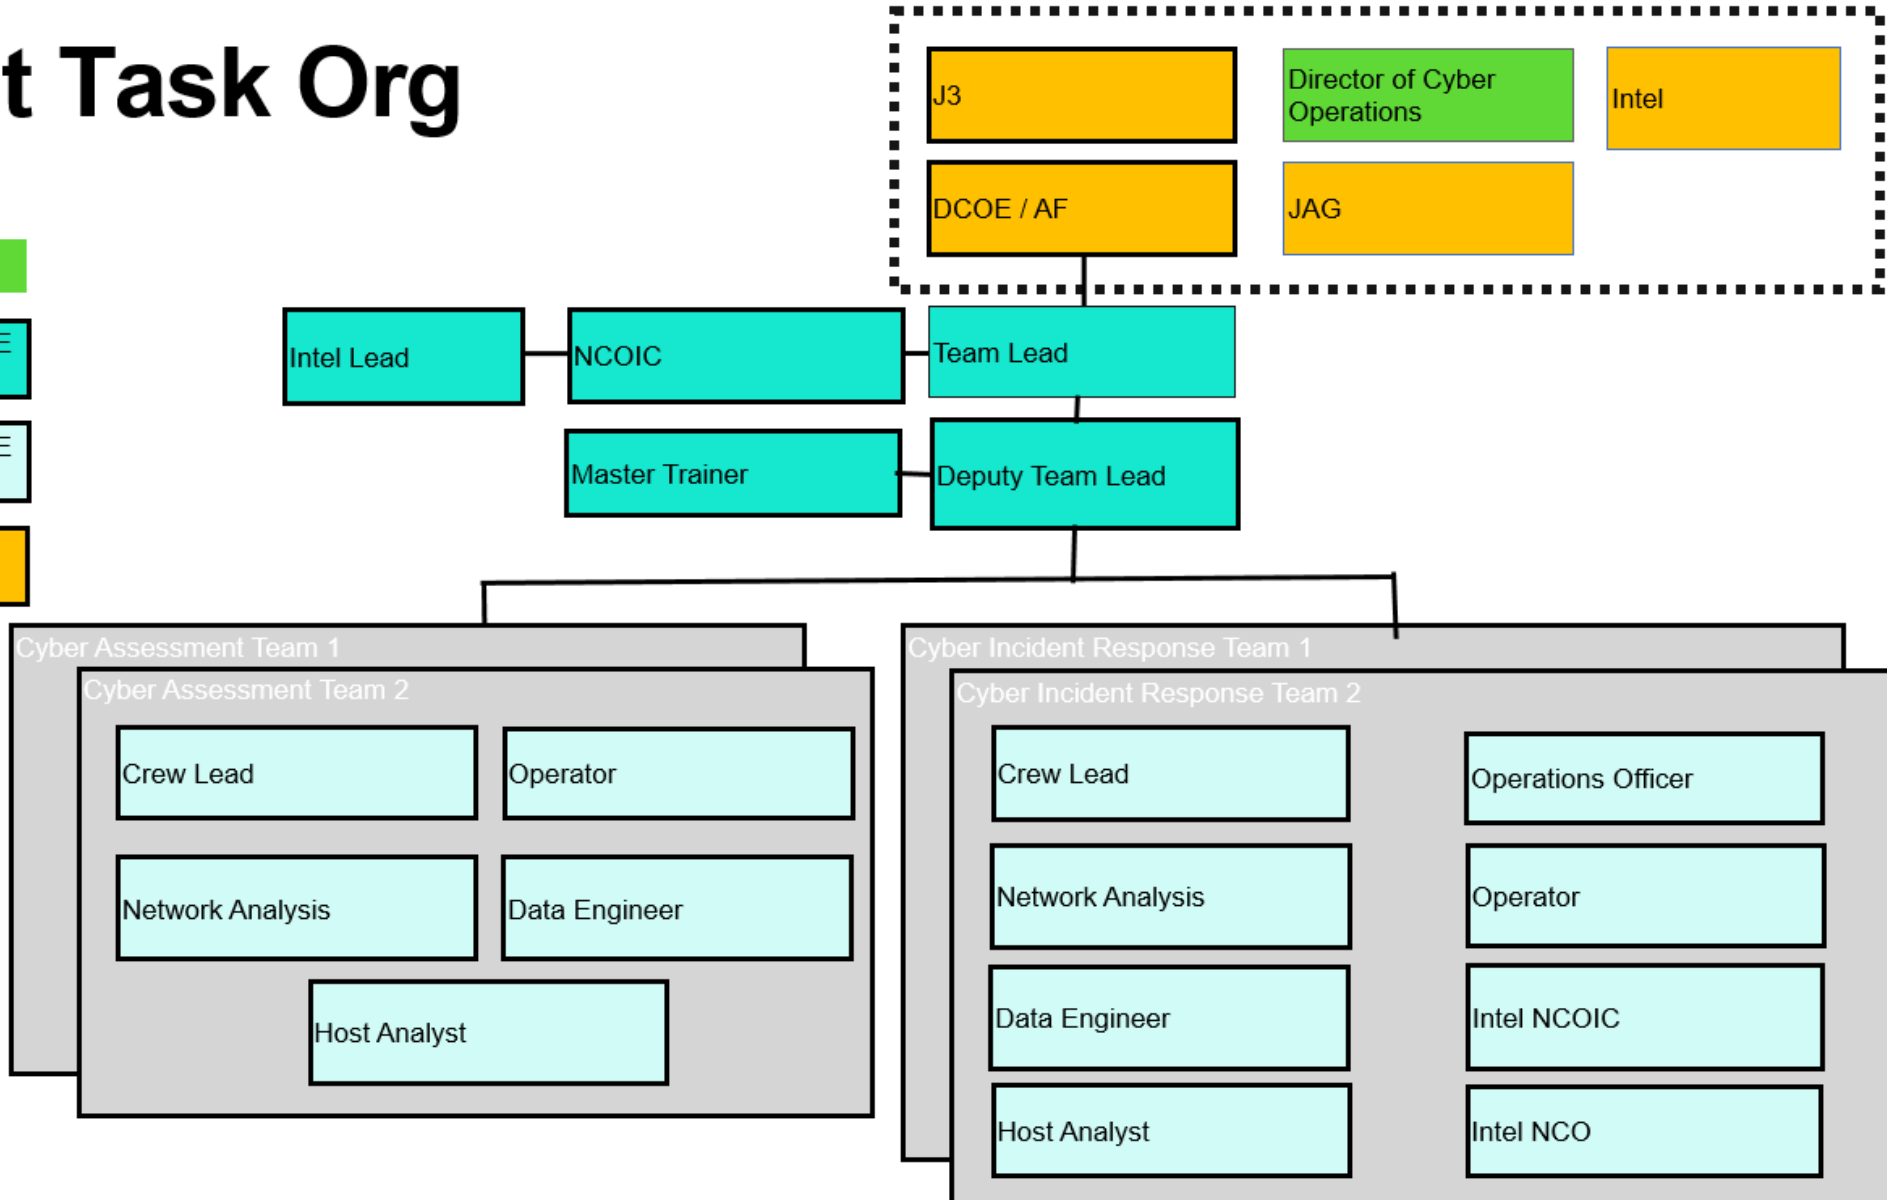 t Task Org
J3
Director of Cyber
Operations
Intel
DCOE / AF
JAG
E
E
Intel Lead
NCOIC
Team Lead
Master Trainer
Deputy Team Lead
Cyber Assessment Team 1
Cyber Assessment Team 2
Crew Lead
Operator
Network Analysis
Data Engineer
Host Analyst
Cyber Incident Response Team 1
Cyber Incident Response Team 2
Crew Lead
Operations Officer
Network Analysis
Operator
Data Engineer
Intel NCOIC
Host Analyst
Intel NCO